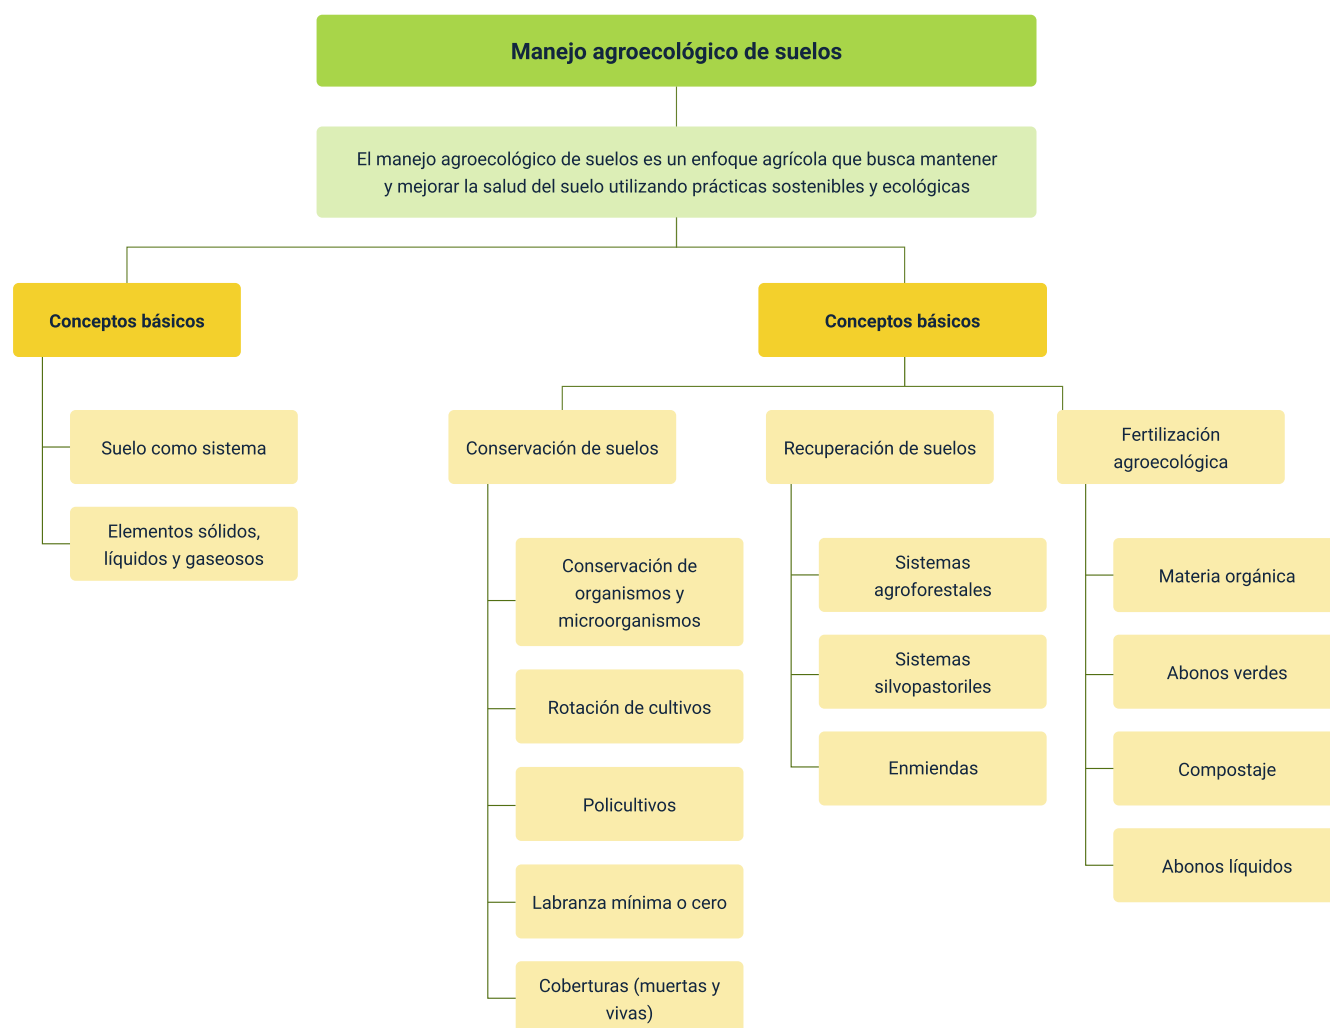 Manejo agroecológico de suelos
El manejo agroecológico de suelos es un enfoque agrícola que busca mantener
y mejorar la salud del suelo utilizando prácticas sostenibles y ecológicas
Conceptos básicos
Suelo como sistema
Elementos sólidos,
líquidos y gaseosos
Conceptos básicos
Conservación de suelos
Conservación de
organismos y
microorganismos
Rotación de cultivos
Policultivos
Labranza mínima o cero
Coberturas (muertas y
vivas)
Recuperación de suelos
Sistemas
agroforestales
Sistemas
silvopastoriles
Enmiendas
Fertilización
agroecológica
Materia orgánica
Abonos verdes
Compostaje
Abonos líquidos